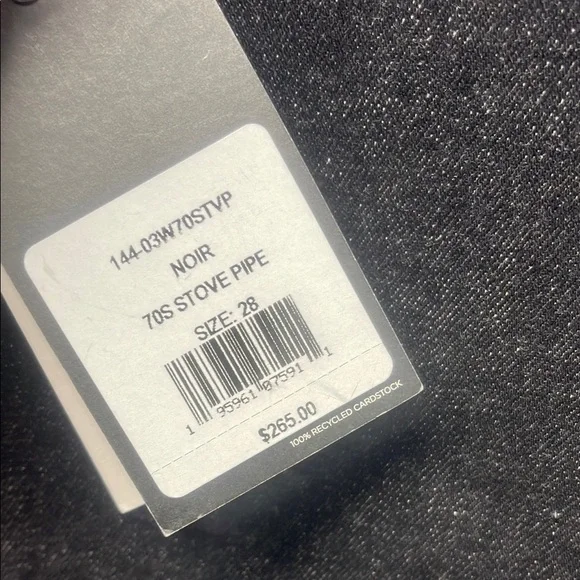 144-03W70STVP
NOIR
70S STOVE PIPE
SIZE: 28
1 95961 07591 1
$265.00
100% RECYCLED CARDSTOCK